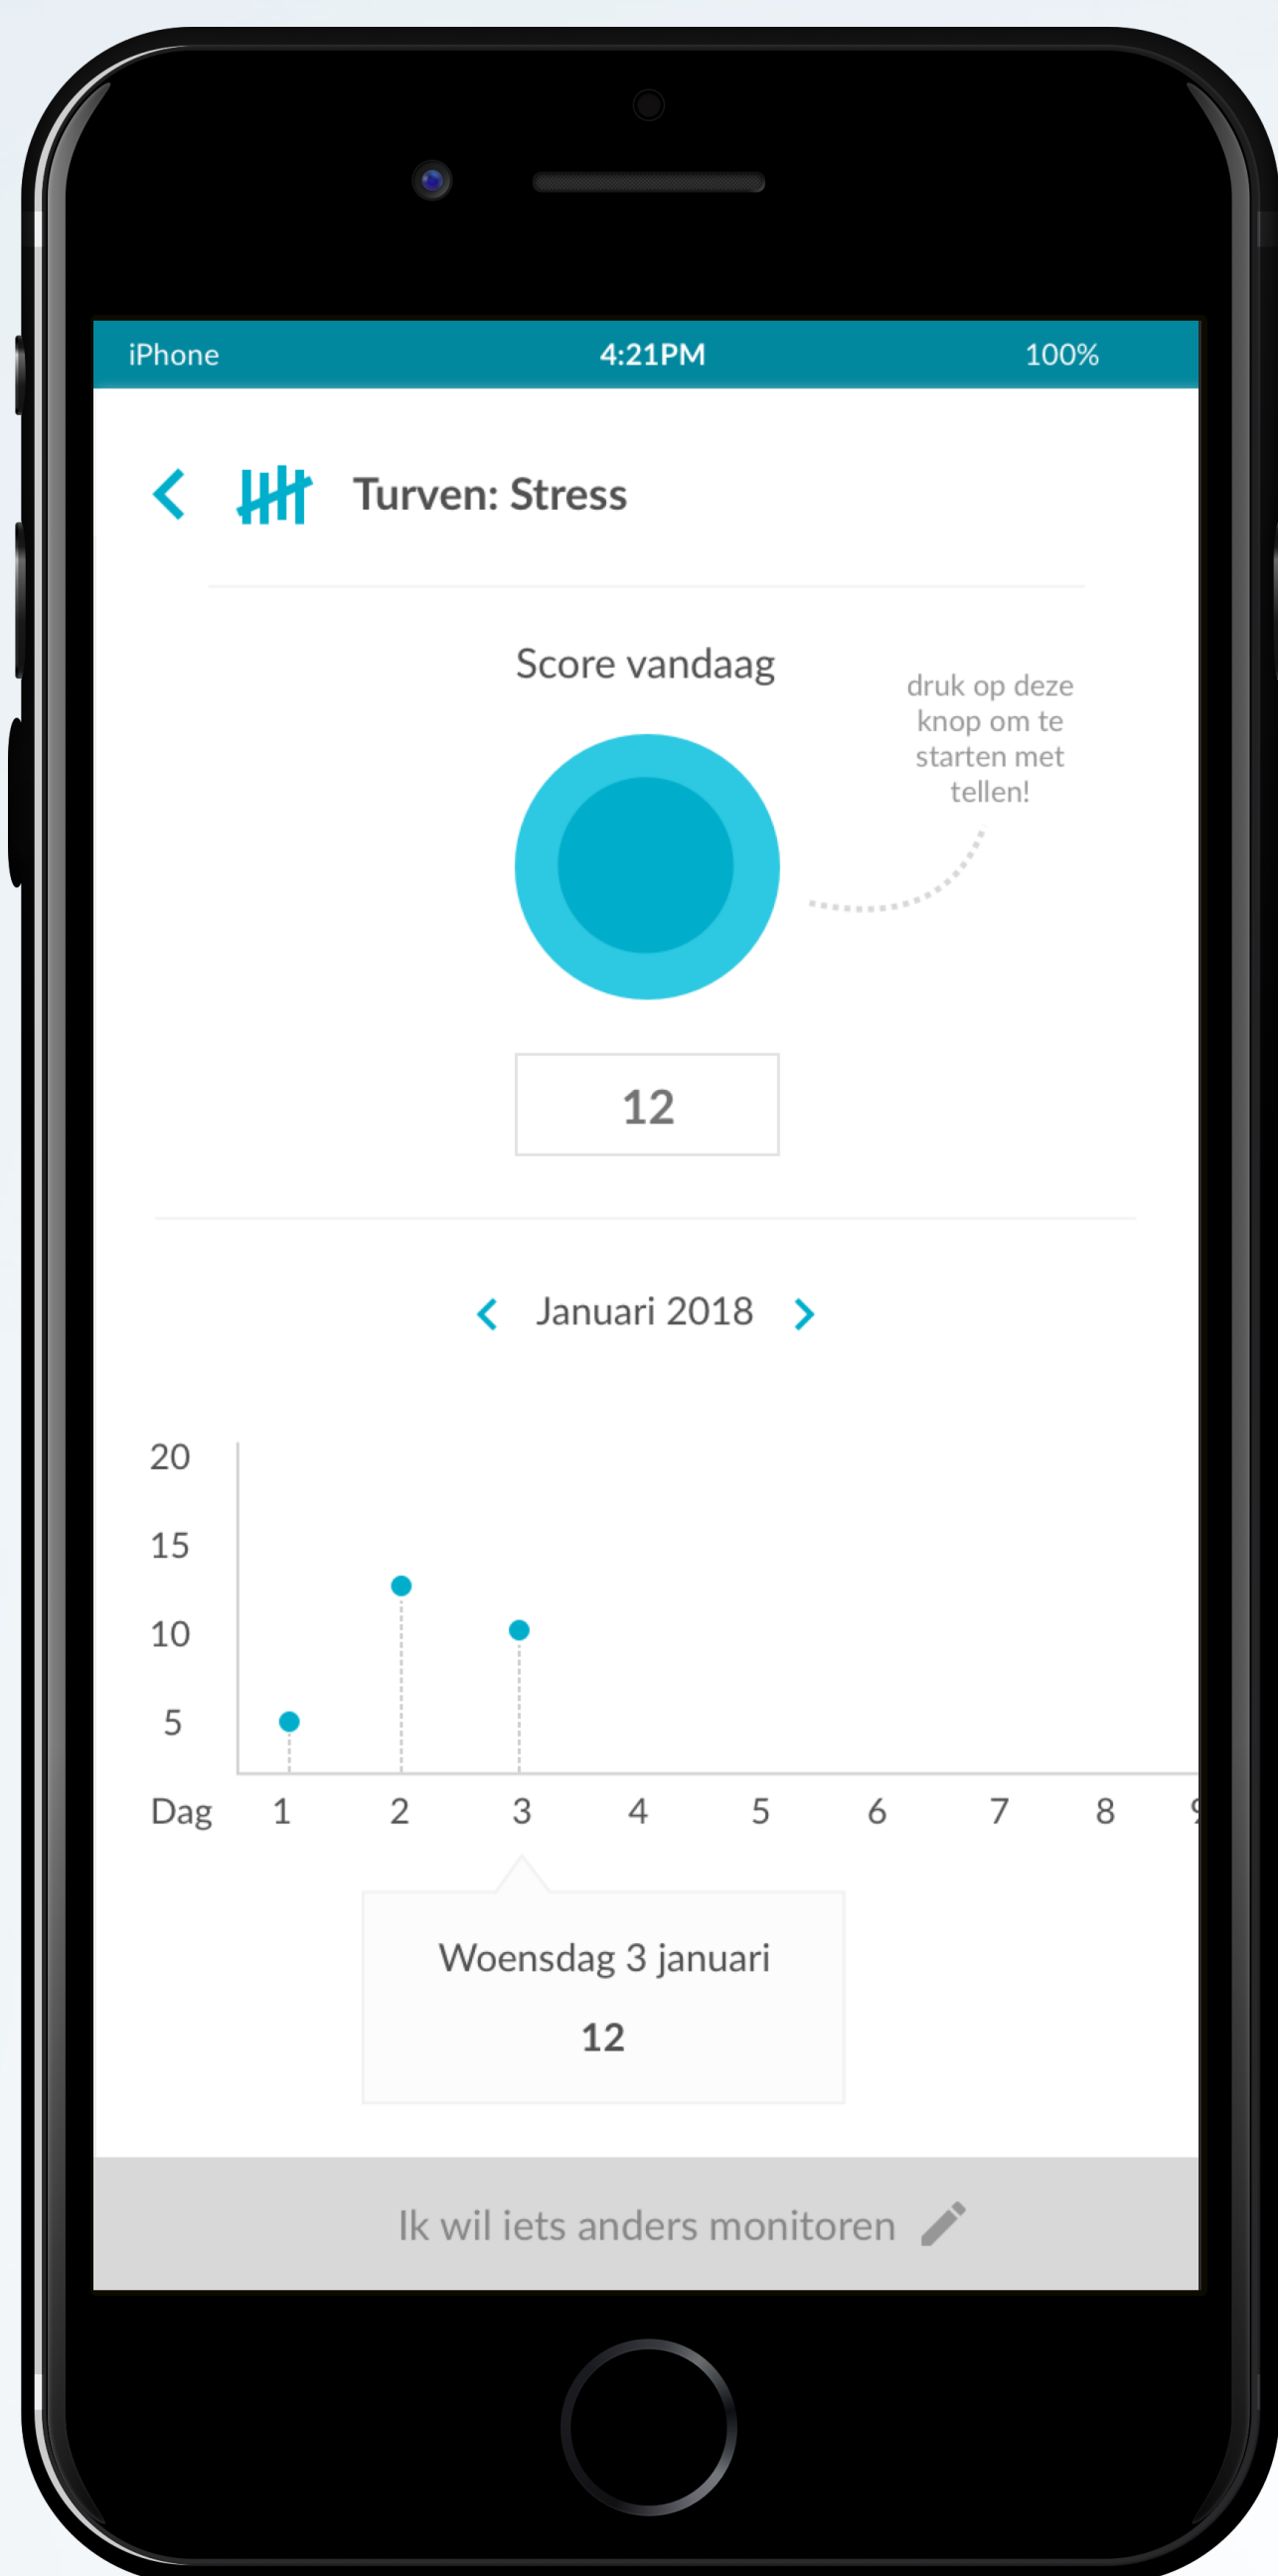 iPhone 4:21PM 100%
Turven: Stress
Score vandaag
druk op deze
knop om te
starten met
tellen!
12
Januari 2018
20
15
10
5
Dag 1 2 3 4 5 6 7 8
Woensdag 3 januari
12
Ik wil iets anders monitoren